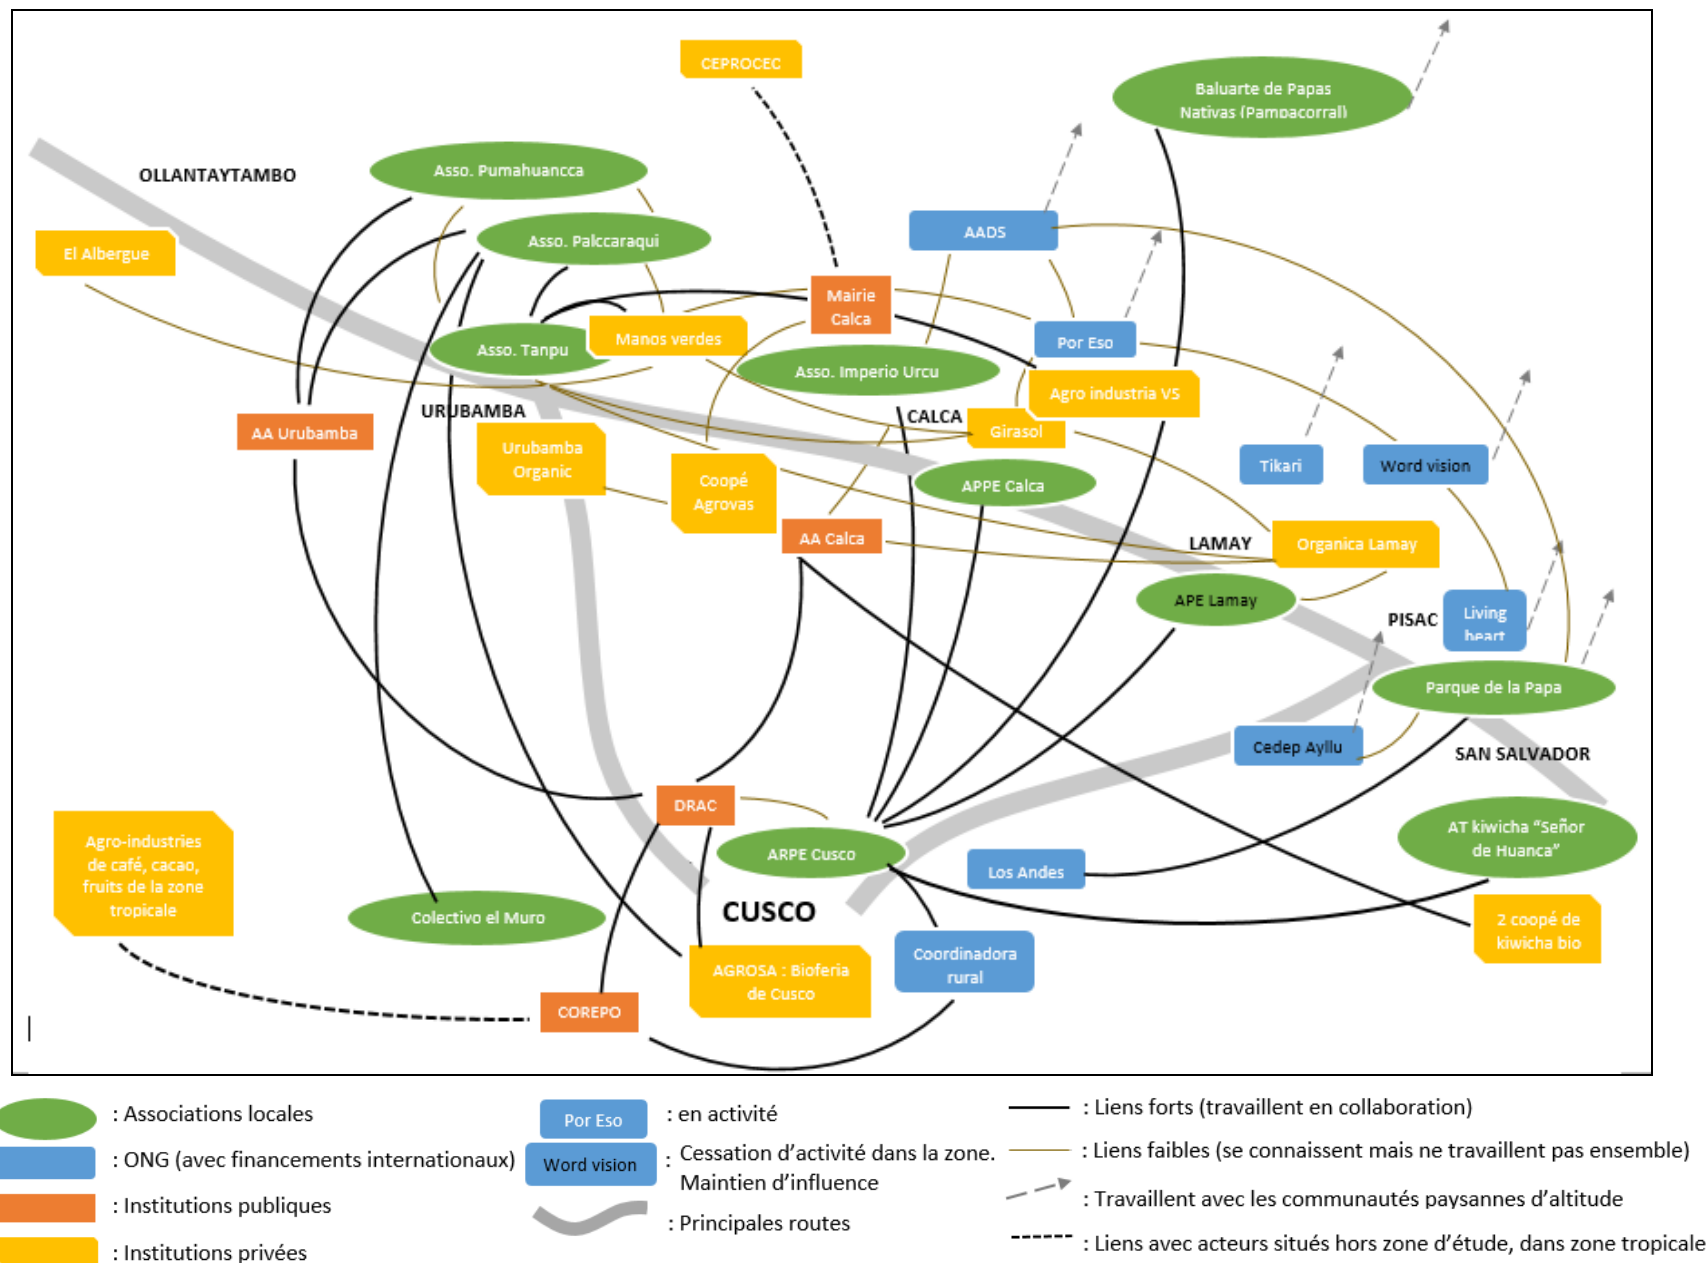 CEPROCEC
Baluarte de Papas
Nativas (Pampacorral)
OLLANTAYTAMBO
Asso. Pumahuancca
AADS
Asso. Palccaraqui
El Albergue
Mairie
Calca
Manos verdes
Por Eso
Asso. Tanpu
Asso. Imperio Urcu
Agro industria VS
URUBAMBA
CALCA
AA Urubamba
Girasol
Urubamba
Organic
Tikari
Word vision
Coopé
Agrovas
APPE Calca
AA Calca
LAMAY
Organica Lamay
APE Lamay
PISAC
Living
heart
Parque de la Papa
Cedep Ayllu
SAN SALVADOR
DRAC
Agro-industries
de café, cacao,
fruits de la zone
tropicale
ARPE Cusco
AT kiwicha “Señor
de Huanca”
Los Andes
Colectivo el Muro
CUSCO
2 coopé de
kiwicha bio
Coordinadora
rural
AGROSA : Bioferia
de Cusco
COREPO
: Associations locales
: ONG (avec financements internationaux)
: Institutions publiques
: Institutions privées
Por Eso
: en activité
Word vision
: Cessation d’activité dans la zone.
Maintien d’influence
: Principales routes
: Liens forts (travaillent en collaboration)
: Liens faibles (se connaissent mais ne travaillent pas ensemble)
: Travaillent avec les communautés paysannes d’altitude
: Liens avec acteurs situés hors zone d’étude, dans zone tropicale